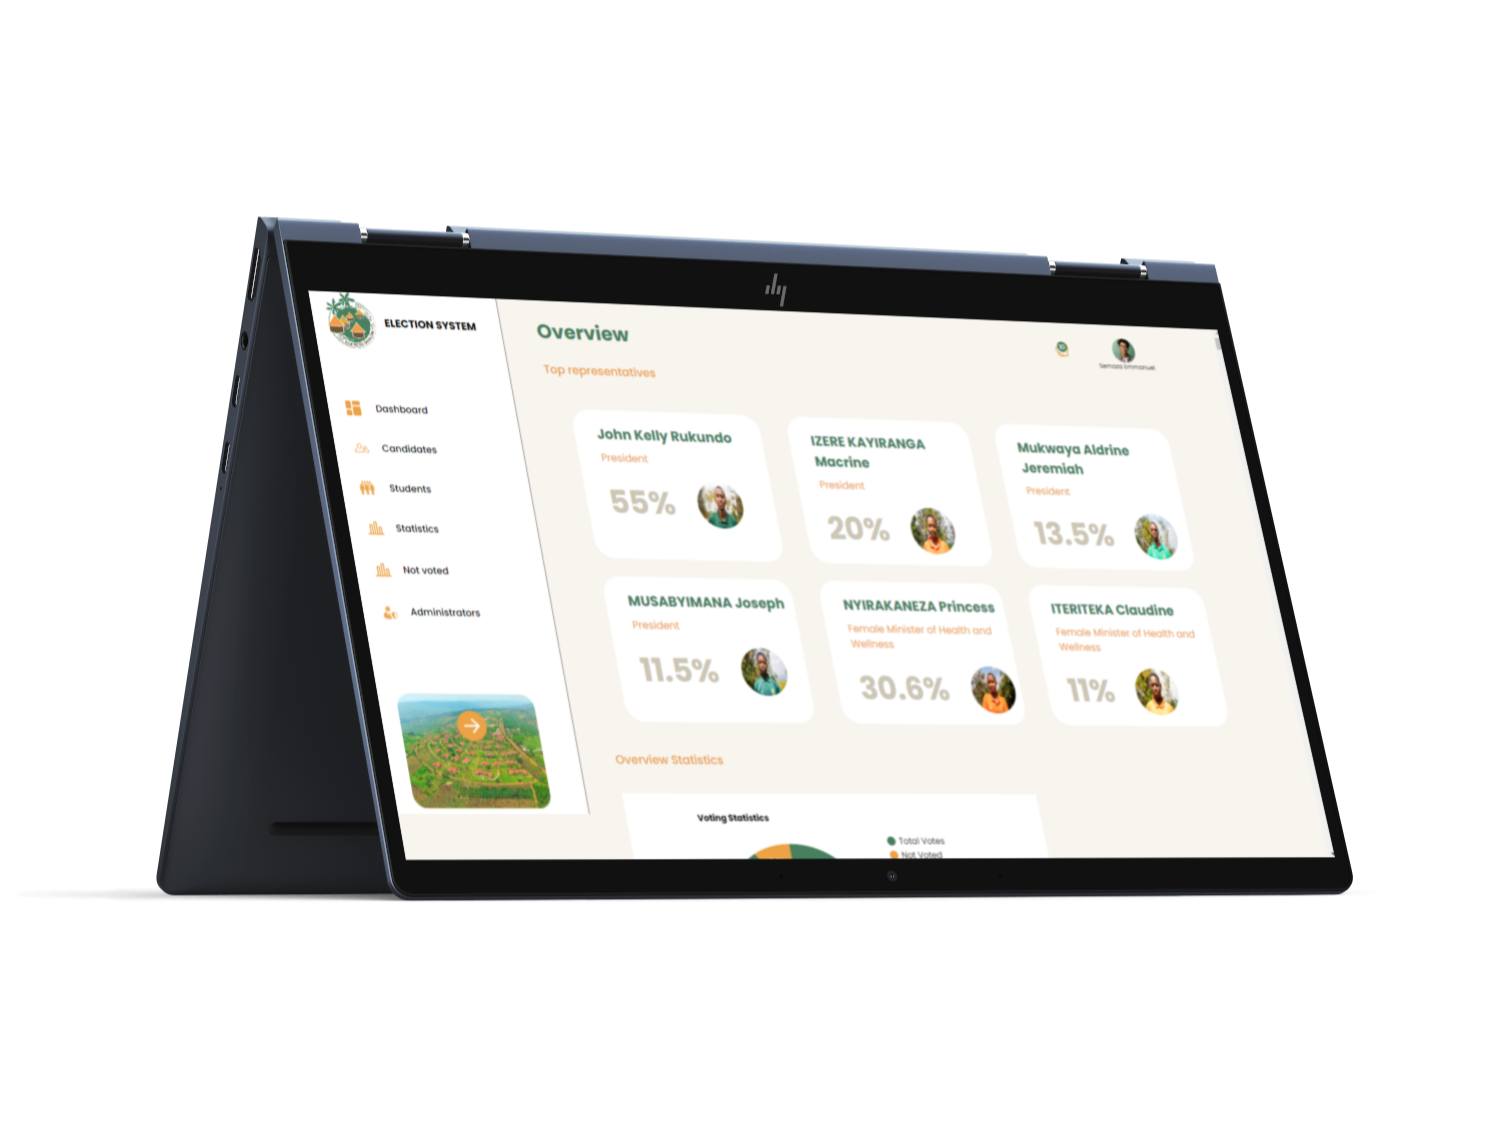 ELECTION SYSTEM
Dashboard
Candidates
Students
Statistics
Not voted
Administrators
Overview
Top representatives
John Kelly Rukundo
President
55%
IZERE KAYIRANGA
Macrine
President
20%
Mukwaya Aldrine
Jeremiah
President
13.5%
MUSABYIMANA Joseph
President
11.5%
NYIRAKANEZA Princess
Female Minister of Health and
Wellness
30.6%
ITERITEKA Claudine
Female Minister of Health and
Wellness
11%
Overview Statistics
Voting Statistics
Total Votes
Not Voted